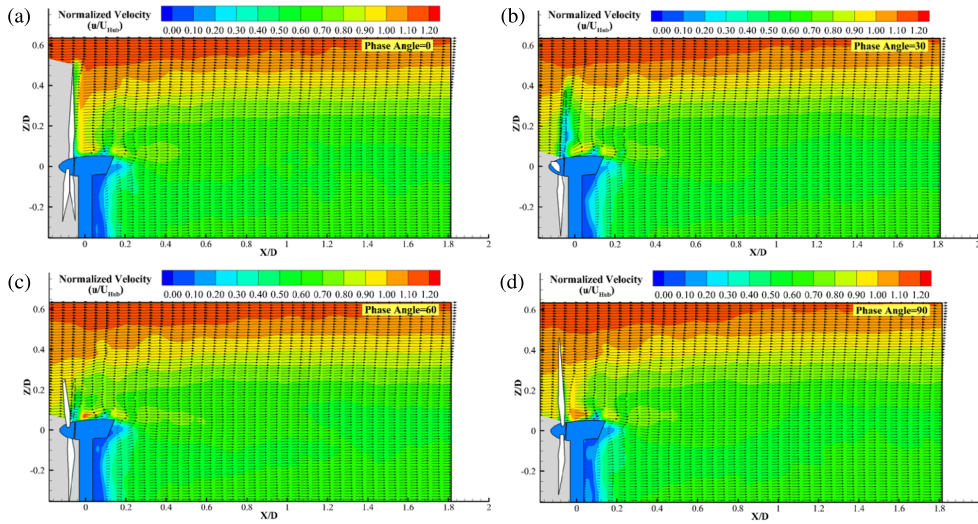 (a)
Normalized Velocity
(u/U_Hub)
0.00 0.10 0.20 0.30 0.40 0.50 0.60 0.70 0.80 0.90 1.00 1.10 1.20
Phase Angle=0
Z/D
0.6
0.4
0.2
0
-0.2
0 0.2 0.4 0.6 0.8 1 1.2 1.4 1.6 1.8 2
X/D
(b)
Normalized Velocity
(u/U_Hub)
0.00 0.10 0.20 0.30 0.40 0.50 0.60 0.70 0.80 0.90 1.00 1.10 1.20
Phase Angle=30
Z/D
0.6
0.4
0.2
0
-0.2
0 0.2 0.4 0.6 0.8 1 1.2 1.4 1.6 1.8 2
X/D
(c)
Normalized Velocity
(u/U_Hub)
0.00 0.10 0.20 0.30 0.40 0.50 0.60 0.70 0.80 0.90 1.00 1.10 1.20
Phase Angle=60
Z/D
0.6
0.4
0.2
0
-0.2
0 0.2 0.4 0.6 0.8 1 1.2 1.4 1.6 1.8 2
X/D
(d)
Normalized Velocity
(u/U_Hub)
0.00 0.10 0.20 0.30 0.40 0.50 0.60 0.70 0.80 0.90 1.00 1.10 1.20
Phase Angle=90
Z/D
0.6
0.4
0.2
0
-0.2
0 0.2 0.4 0.6 0.8 1 1.2 1.4 1.6 1.8 2
X/D